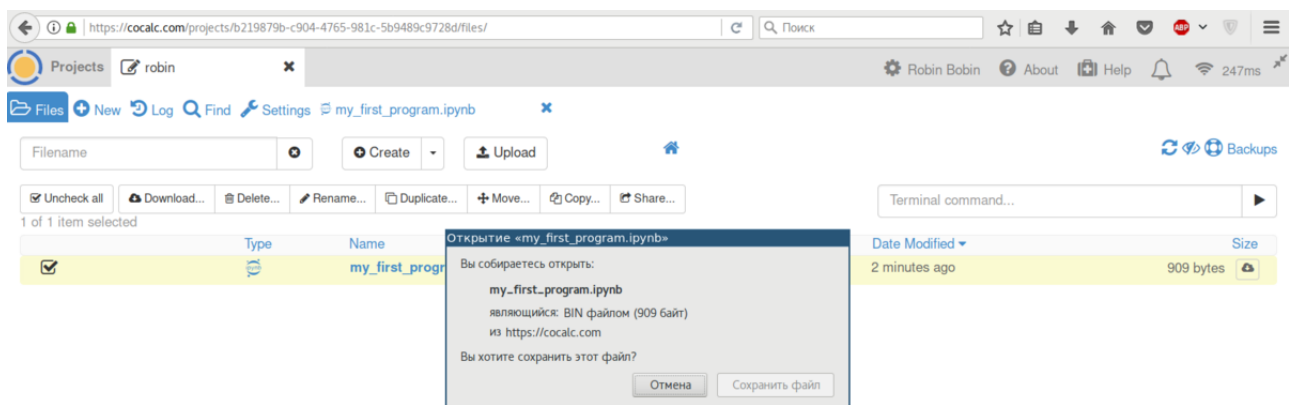 https://cocalc.com/projects/b219879b-c904-4765-981c-5b9489c9728d/files/ Поиск ABP
Projects robin Robin Bobin About Help 247ms
Files New Log Find Settings my_first_program.ipynb
Filename Create Upload Backups
Uncheck all Download... Delete... Rename... Duplicate... Move... Copy... Share... Terminal command...
1 of 1 item selected
Type Name Date Modified Size
my_first_progr 2 minutes ago 909 bytes
Открытие «my_first_program.ipynb»
Вы собираетесь открыть:
my_first_program.ipynb
являющийся: BIN файлом (909 байт)
из https://cocalc.com
Вы хотите сохранить этот файл?
Отмена Сохранить файл